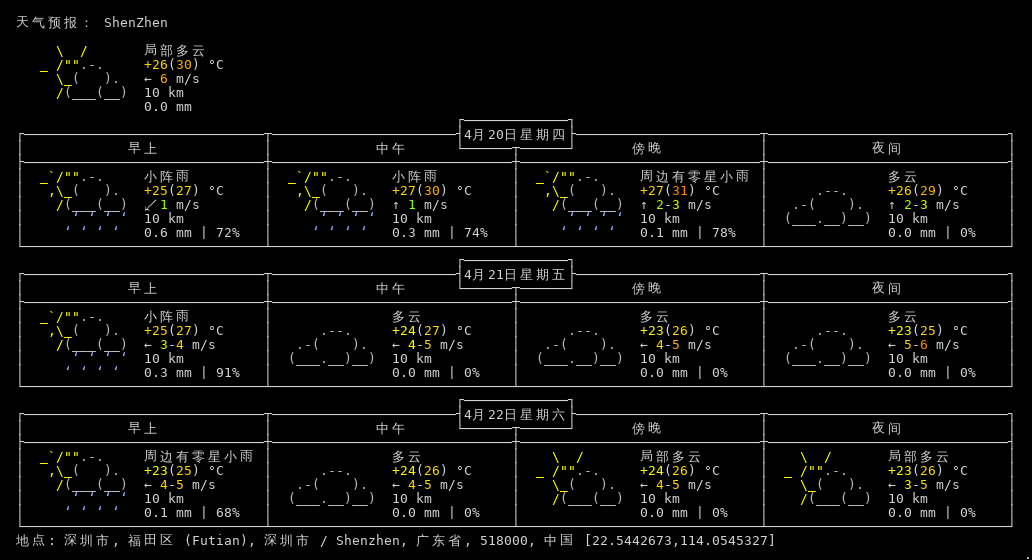 天气预报： ShenZhen
局部多云
+26(30) °C
← 6 m/s
10 km
0.0 mm
4月20日星期四
早上 中午 傍晚 夜间
小阵雨 小阵雨 周边有零星小雨 多云
+25(27) °C +27(30) °C +27(31) °C +26(29) °C
↙ 1 m/s ↑ 1 m/s ↑ 2-3 m/s ↑ 2-3 m/s
10 km 10 km 10 km 10 km
0.6 mm | 72% 0.3 mm | 74% 0.1 mm | 78% 0.0 mm | 0%
4月21日星期五
早上 中午 傍晚 夜间
小阵雨 多云 多云 多云
+25(27) °C +24(27) °C +23(26) °C +23(25) °C
← 3-4 m/s ← 4-5 m/s ← 4-5 m/s ← 5-6 m/s
10 km 10 km 10 km 10 km
0.3 mm | 91% 0.0 mm | 0% 0.0 mm | 0% 0.0 mm | 0%
4月22日星期六
早上 中午 傍晚 夜间
周边有零星小雨 多云 局部多云 局部多云
+23(25) °C +24(26) °C +24(26) °C +23(26) °C
← 4-5 m/s ← 4-5 m/s ← 4-5 m/s ← 3-5 m/s
10 km 10 km 10 km 10 km
0.1 mm | 68% 0.0 mm | 0% 0.0 mm | 0% 0.0 mm | 0%
地点: 深圳市, 福田区 (Futian), 深圳市 / Shenzhen, 广东省, 518000, 中国 [22.5442673,114.0545327]